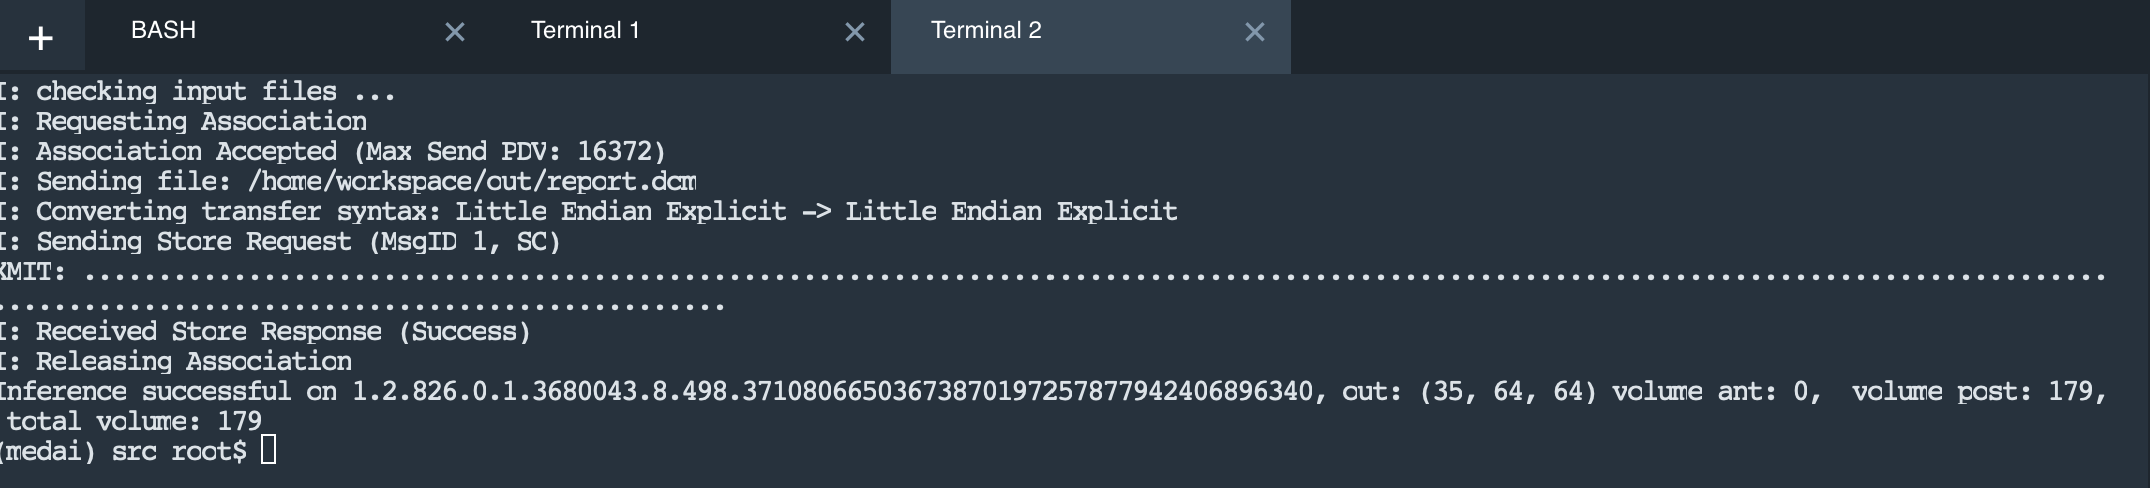 + BASH × Terminal 1 × Terminal 2 ×
I: checking input files ...
I: Requesting Association
I: Association Accepted (Max Send PDV: 16372)
I: Sending file: /home/workspace/out/report.dcm
I: Converting transfer syntax: Little Endian Explicit -> Little Endian Explicit
I: Sending Store Request (MsgID 1, SC)
XMIT: .......................................................................................................................................
.................................................
I: Received Store Response (Success)
I: Releasing Association
Inference successful on 1.2.826.0.1.3680043.8.498.37108066503673870197257877942406896340, out: (35, 64, 64) volume ant: 0,  volume post: 179,
total volume: 179
(medai) src root$